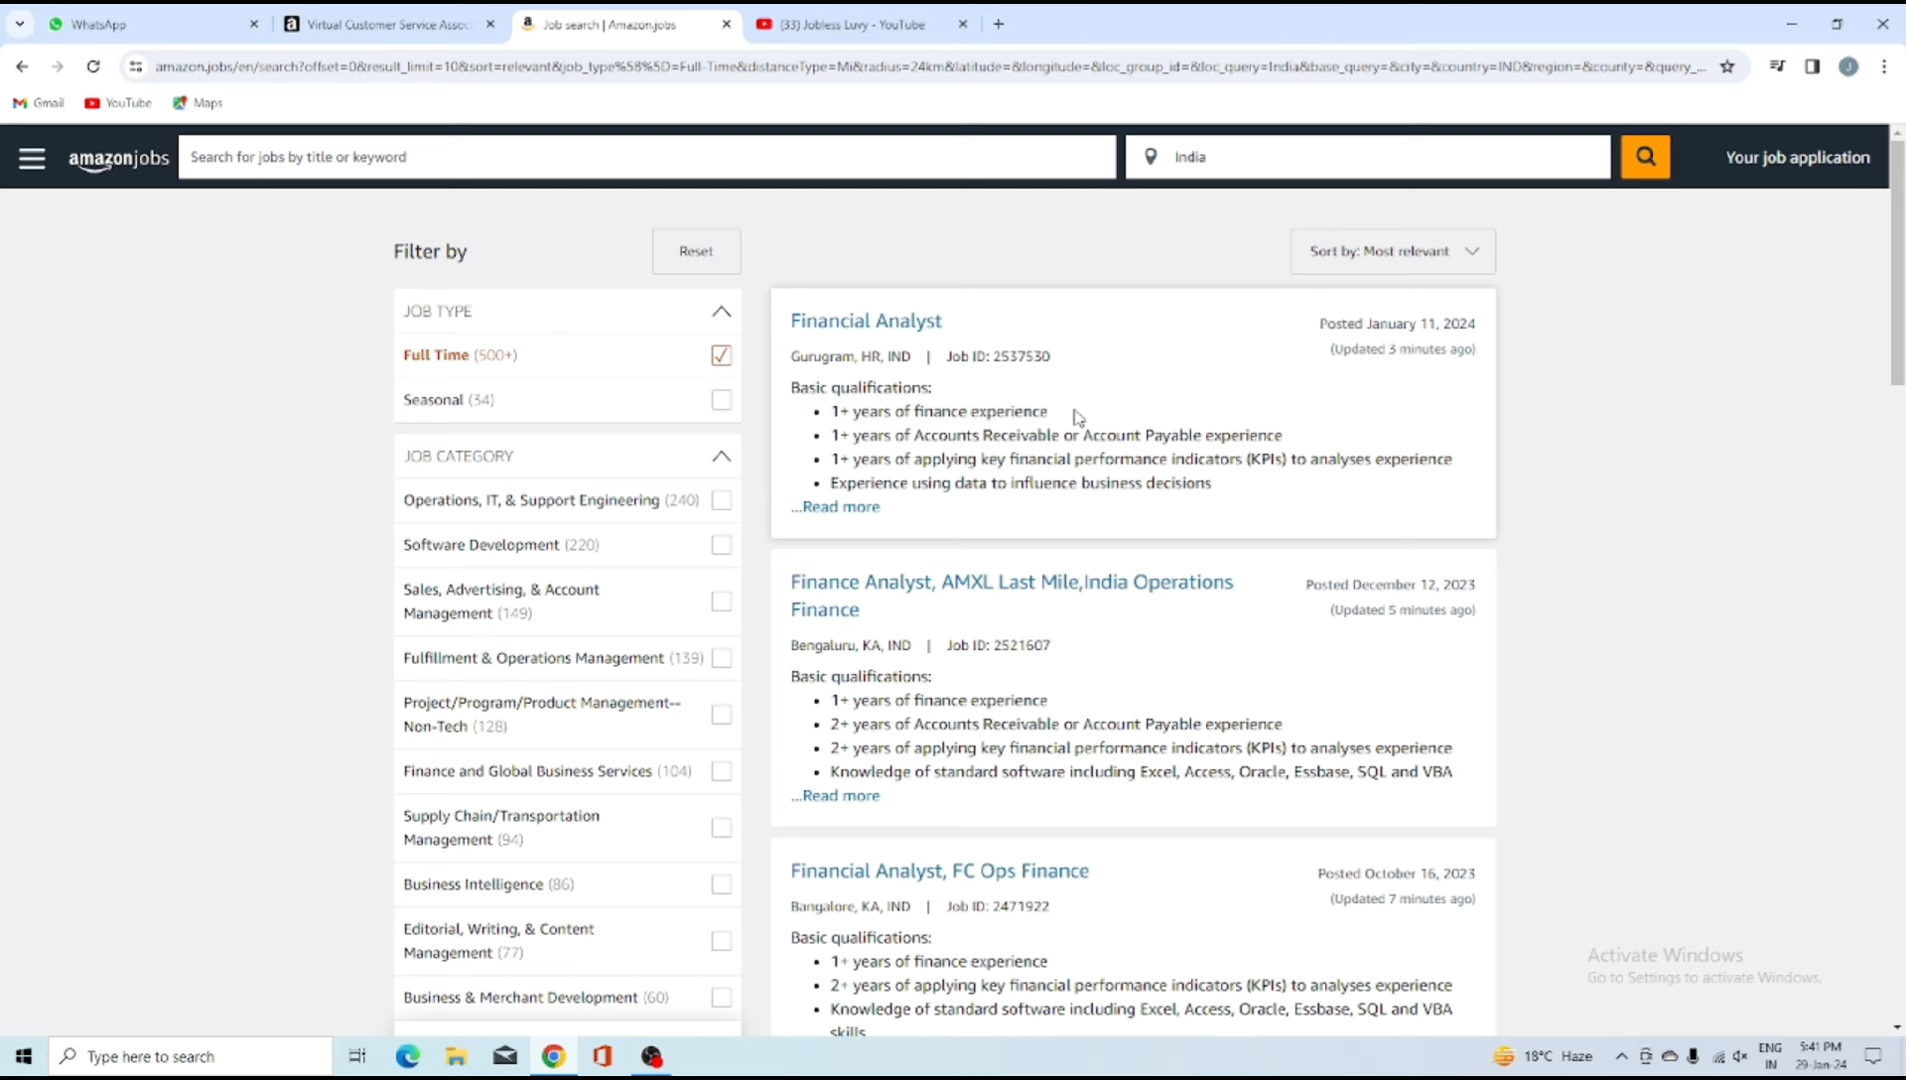 WhatsApp
Virtual Customer Service Assoc
Job search | Amazon.jobs
(33) Jobless Luvy - YouTube
amazon.jobs/en/search?offset=0&result_limit=10&sort=relevant&job_type%5B%5D=Full-Time&distanceType=Mi&radius=24km&latitude=&longitude=&loc_group_id=&loc_query=India&base_query=&city=&country=IND&region=&county=&query_...
Gmail
YouTube
Maps
amazonjobs
Search for jobs by title or keyword
India
Your job application
Filter by
Reset
Sort by: Most relevant
JOB TYPE
Full Time (500+)
Seasonal (34)
JOB CATEGORY
Operations, IT, & Support Engineering (240)
Software Development (220)
Sales, Advertising, & Account
Management (149)
Fulfillment & Operations Management (139)
Project/Program/Product Management--
Non-Tech (128)
Finance and Global Business Services (104)
Supply Chain/Transportation
Management (94)
Business Intelligence (86)
Editorial, Writing, & Content
Management (77)
Business & Merchant Development (60)
Financial Analyst
Posted January 11, 2024
Gurugram, HR, IND | Job ID: 2537530
(Updated 3 minutes ago)
Basic qualifications:
• 1+ years of finance experience
• 1+ years of Accounts Receivable or Account Payable experience
• 1+ years of applying key financial performance indicators (KPIs) to analyses experience
• Experience using data to influence business decisions
...Read more
Finance Analyst, AMXL Last Mile,India Operations
Finance
Posted December 12, 2023
(Updated 5 minutes ago)
Bengaluru, KA, IND | Job ID: 2521607
Basic qualifications:
• 1+ years of finance experience
• 2+ years of Accounts Receivable or Account Payable experience
• 2+ years of applying key financial performance indicators (KPIs) to analyses experience
• Knowledge of standard software including Excel, Access, Oracle, Essbase, SQL and VBA
...Read more
Financial Analyst, FC Ops Finance
Posted October 16, 2023
(Updated 7 minutes ago)
Bangalore, KA, IND | Job ID: 2471922
Basic qualifications:
• 1+ years of finance experience
• 2+ years of applying key financial performance indicators (KPIs) to analyses experience
• Knowledge of standard software including Excel, Access, Oracle, Essbase, SQL and VBA
skills
Activate Windows
Go to Settings to activate Windows.
Type here to search
18°C Haze
ENG
IN
5:41 PM
29-Jan-24